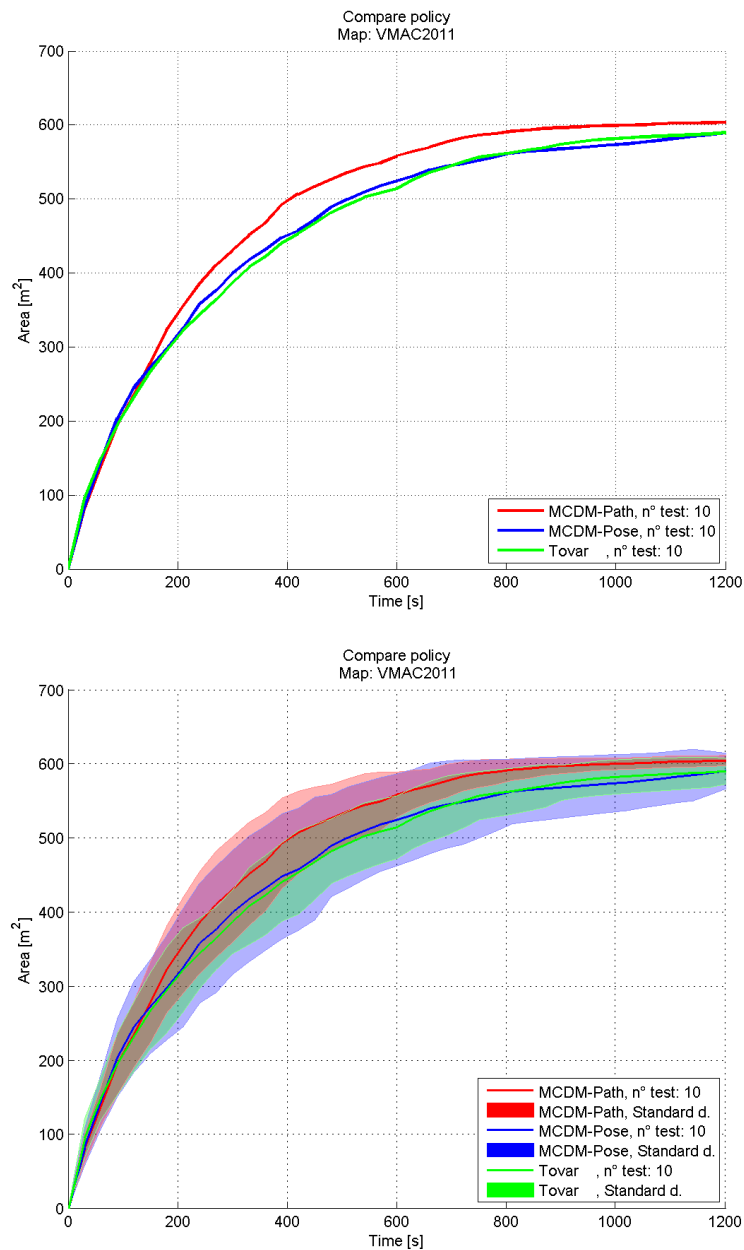 Compare policy
Map: VMAC2011
700
600
500
400
300
200
100
0
Area [m²]
0 200 400 600 800 1000 1200
Time [s]
MCDM-Path, n° test: 10
MCDM-Pose, n° test: 10
Tovar , n° test: 10
Compare policy
Map: VMAC2011
700
600
500
400
300
200
100
0
Area [m²]
0 200 400 600 800 1000 1200
Time [s]
MCDM-Path, n° test: 10
MCDM-Path, Standard d.
MCDM-Pose, n° test: 10
MCDM-Pose, Standard d.
Tovar , n° test: 10
Tovar , Standard d.